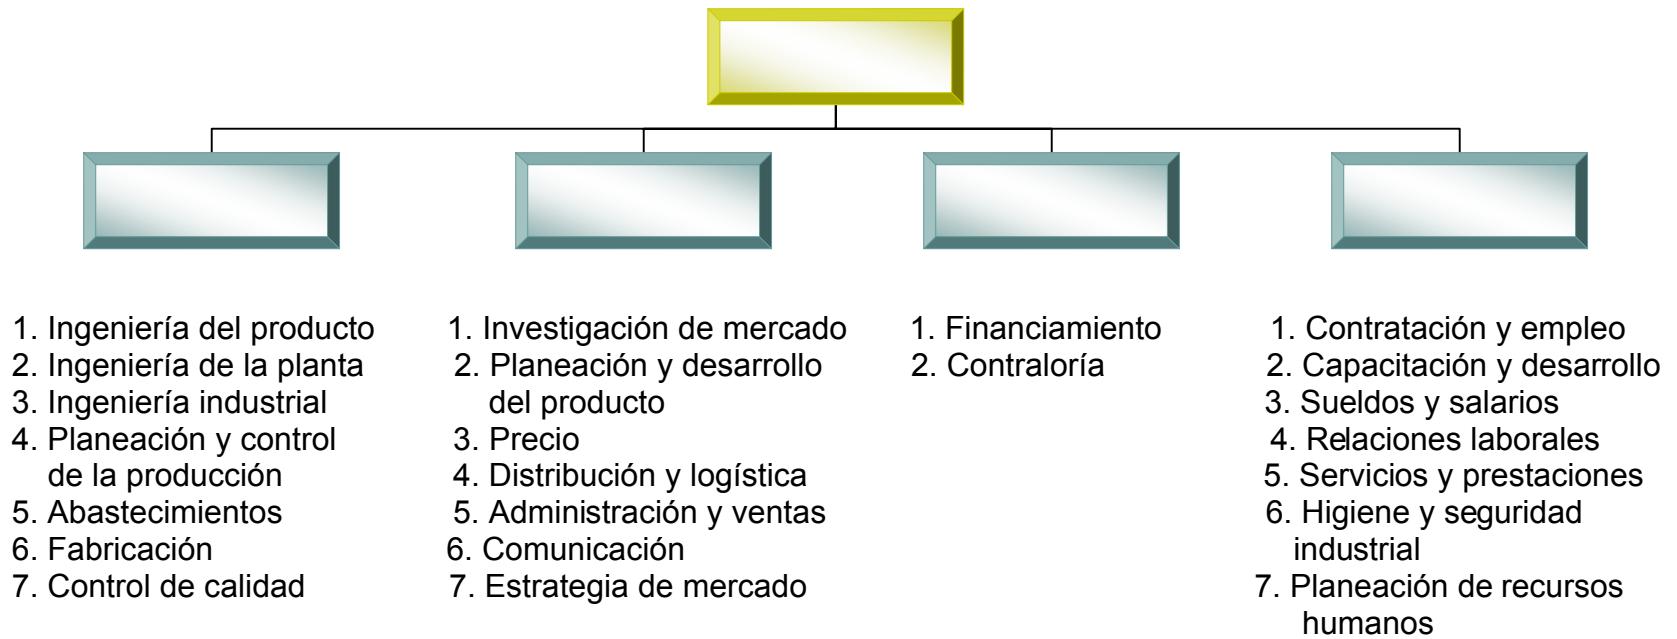 1. Ingeniería del producto
2. Ingeniería de la planta
3. Ingeniería industrial
4. Planeación y control
de la producción
5. Abastecimientos
6. Fabricación
7. Control de calidad
1. Investigación de mercado
2. Planeación y desarrollo
del producto
3. Precio
4. Distribución y logística
5. Administración y ventas
6. Comunicación
7. Estrategia de mercado
1. Financiamiento
2. Contraloría
1. Contratación y empleo
2. Capacitación y desarrollo
3. Sueldos y salarios
4. Relaciones laborales
5. Servicios y prestaciones
6. Higiene y seguridad
industrial
7. Planeación de recursos
humanos